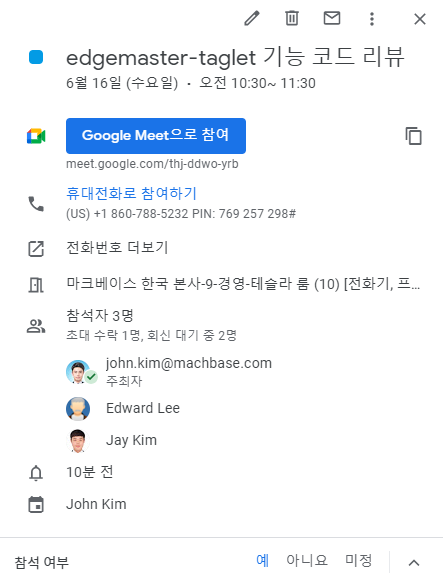 edgemaster-taglet 기능 코드 리뷰
6월 16일 (수요일) · 오전 10:30~ 11:30
Google Meet으로 참여
meet.google.com/thj-ddwo-yrb
휴대전화로 참여하기
(US) +1 860-788-5232 PIN: 769 257 298#
전화번호 더보기
마크베이스 한국 본사-9-경영-테슬라 룸 (10) [전화기, 프...
참석자 3명
초대 수락 1명, 회신 대기 중 2명
john.kim@machbase.com
주최자
Edward Lee
Jay Kim
10분 전
John Kim
참석 여부 예 아니요 미정